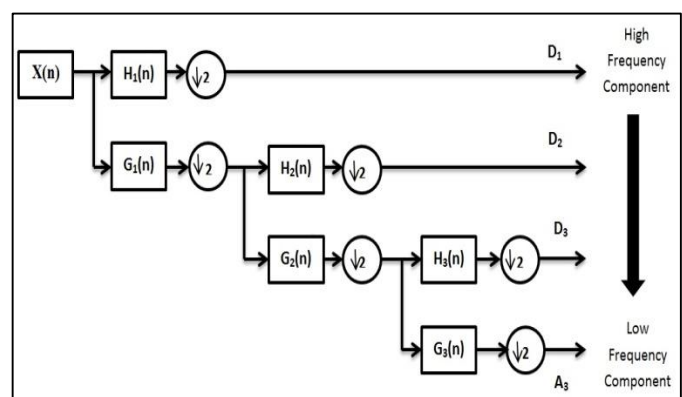 X(n)
H₁(n)
↓2
D₁
High
Frequency
Component
G₁(n)
↓2
H₂(n)
↓2
D₂
G₂(n)
↓2
H₃(n)
↓2
D₃
G₃(n)
↓2
A₃
Low
Frequency
Component